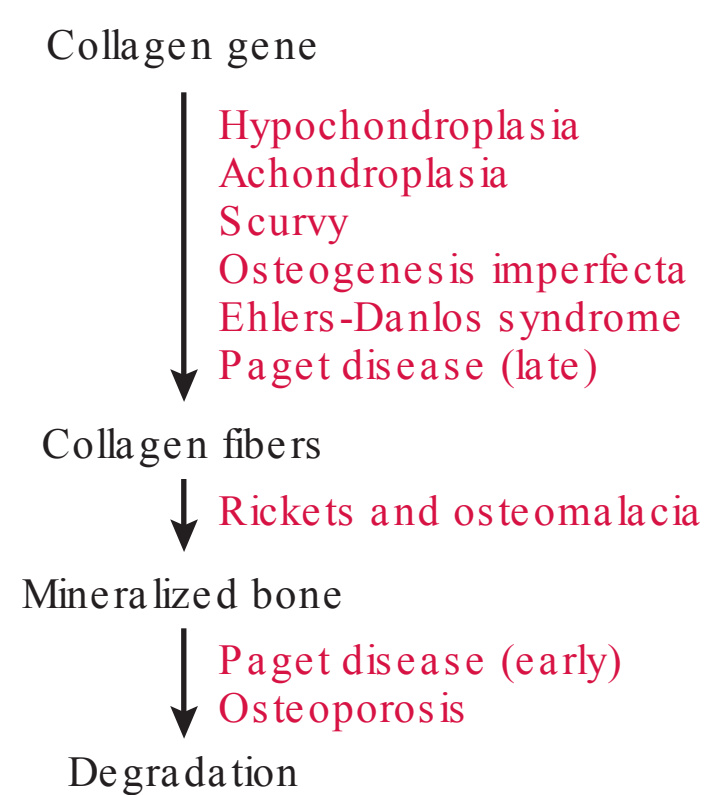 Collagen gene
Hypochondroplasia
Achondroplasia
Scurvy
Osteogenesis imperfecta
Ehlers-Danlos syndrome
Paget disease (late)
Collagen fibers
Rickets and osteomalacia
Mineralized bone
Paget disease (early)
Osteoporosis
Degradation